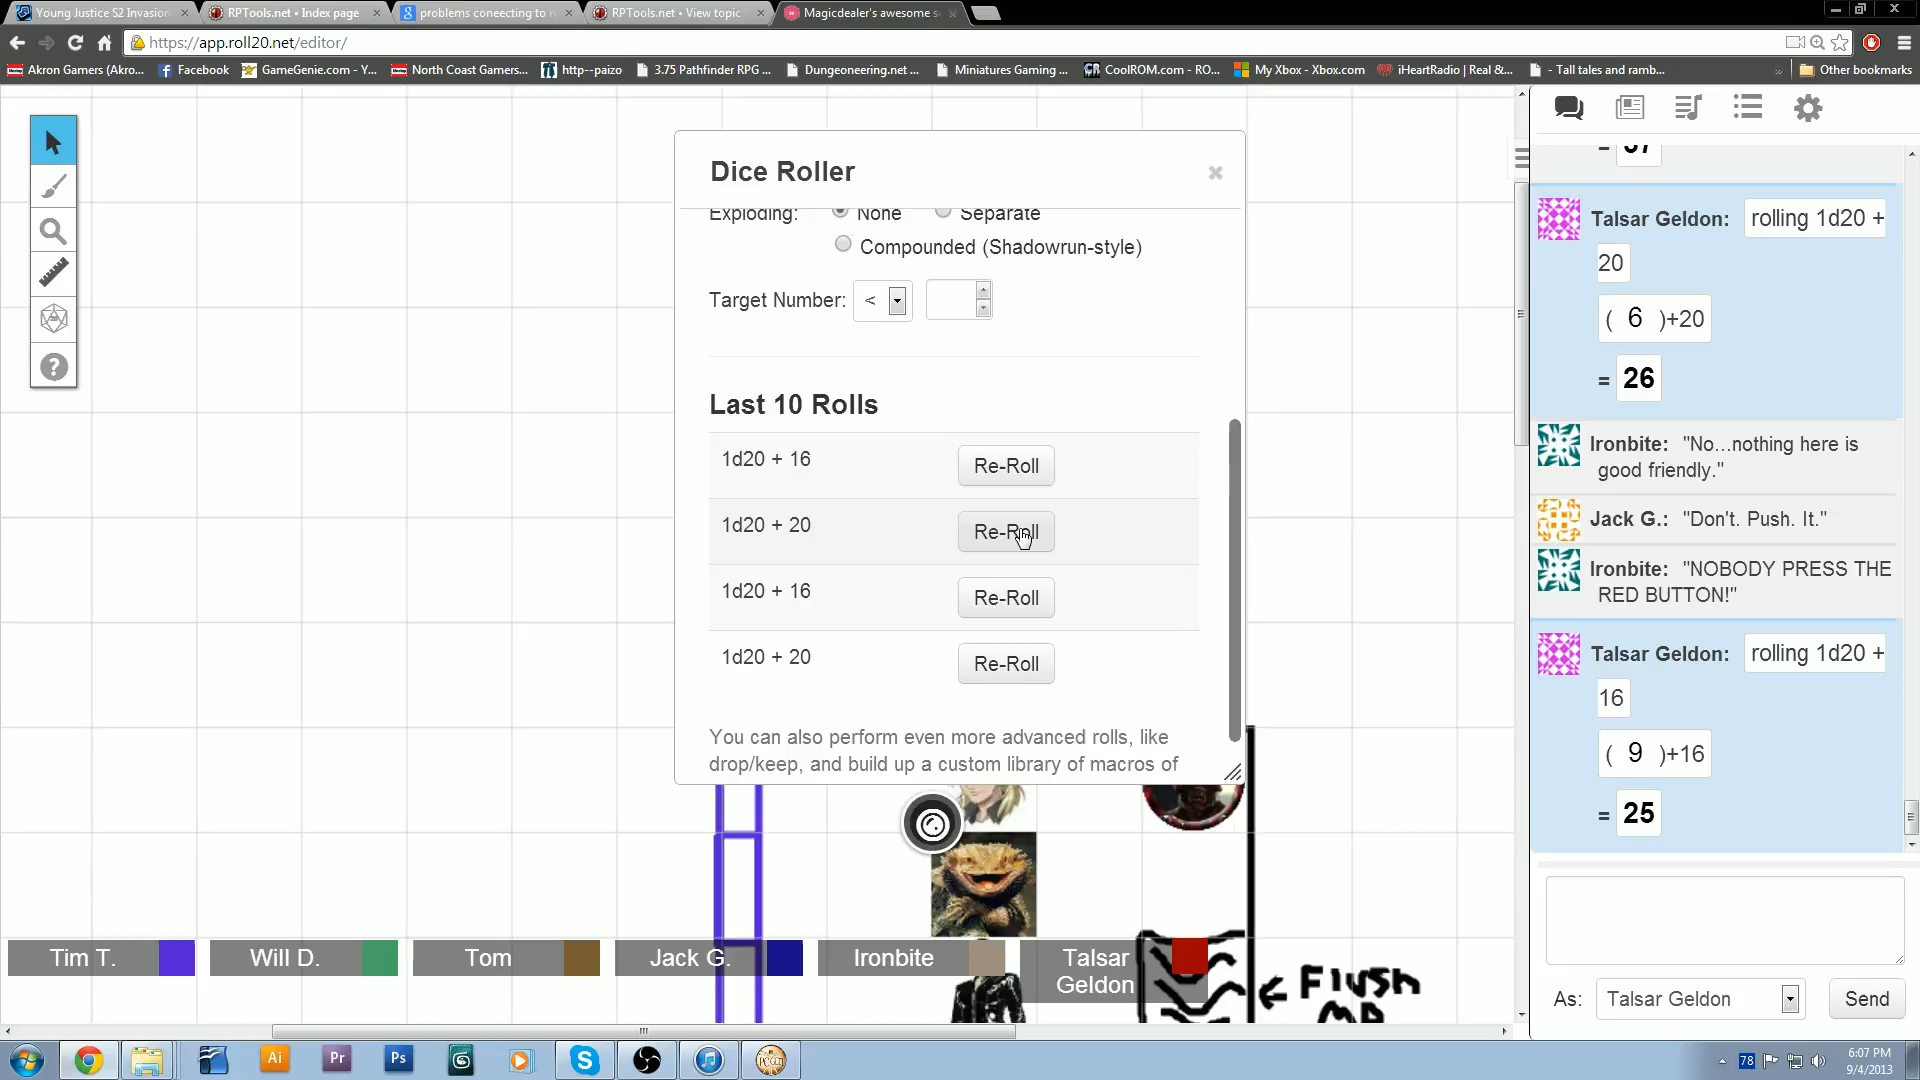 Young Justice S2 Invasion
RPTools.net • Index page
problems coneecting to
RPTools.net • View topic
Magicdealer's awesome s
https://app.roll20.net/editor/
Akron Gamers (Akro...
Facebook
GameGenie.com - Y...
North Coast Gamers...
http--paizo
3.75 Pathfinder RPG ...
Dungeoneering.net ...
Miniatures Gaming ...
CoolROM.com - RO...
My Xbox - Xbox.com
iHeartRadio | Real &...
- Tall tales and ramb...
»
Other bookmarks
Dice Roller
Exploding: None Separate
Compounded (Shadowrun-style)
Target Number: <
Last 10 Rolls
1d20 + 16 Re-Roll
1d20 + 20 Re-Roll
1d20 + 16 Re-Roll
1d20 + 20 Re-Roll
You can also perform even more advanced rolls, like
drop/keep, and build up a custom library of macros of
= 37
Talsar Geldon: rolling 1d20 +
20
( 6 )+20
= 26
Ironbite: "No...nothing here is
good friendly."
Jack G.: "Don't. Push. It."
Ironbite: "NOBODY PRESS THE
RED BUTTON!"
Talsar Geldon: rolling 1d20 +
16
( 9 )+16
= 25
As: Talsar Geldon Send
Tim T.
Will D.
Tom
Jack G.
Ironbite
Talsar
Geldon
← Flush
Ai
Pr
Ps
78
6:07 PM
9/4/2013